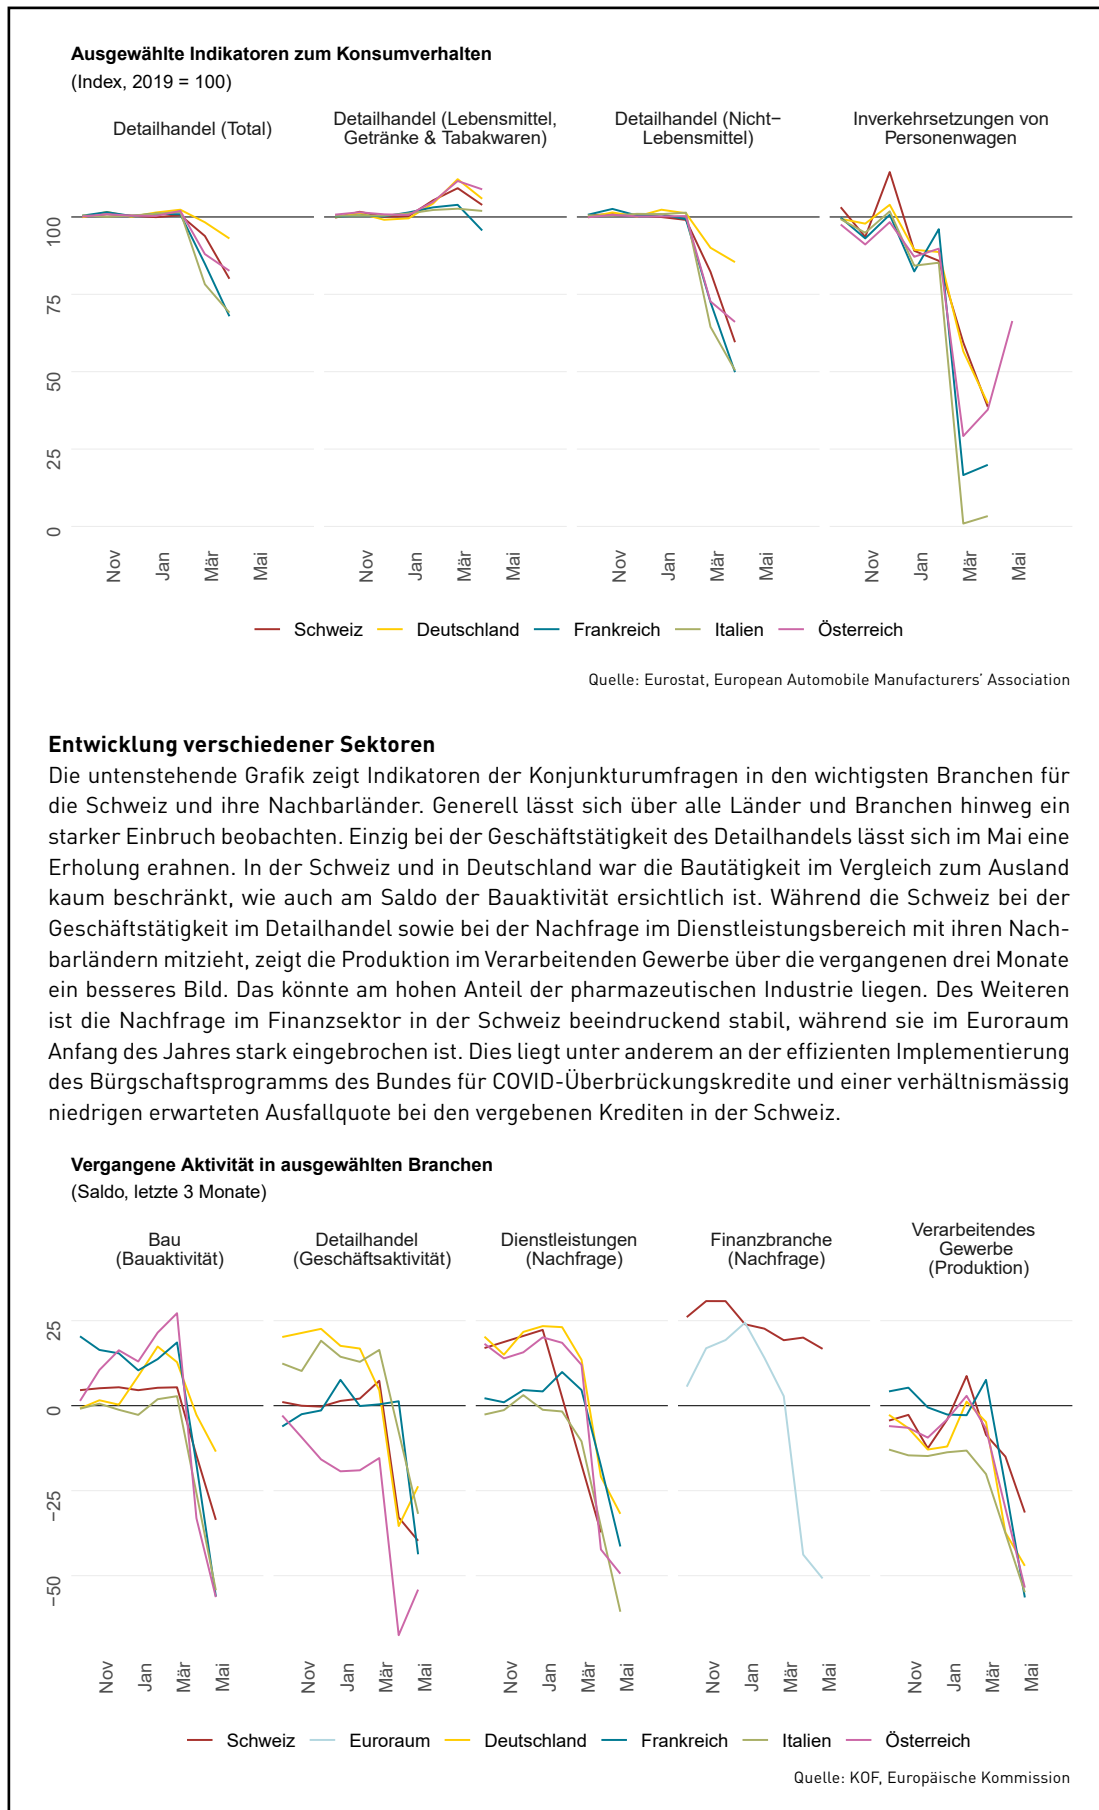 Ausgewählte Indikatoren zum Konsumverhalten
(Index, 2019 = 100)
Detailhandel (Total)
Detailhandel (Lebensmittel,
Getränke & Tabakwaren)
Detailhandel (Nicht−
Lebensmittel)
Inverkehrsetzungen von
Personenwagen
100
75
50
25
0
Nov Jan Mär Mai
Nov Jan Mär Mai
Nov Jan Mär Mai
Nov Jan Mär Mai
Schweiz Deutschland Frankreich Italien Österreich
Quelle: Eurostat, European Automobile Manufacturers' Association
Entwicklung verschiedener Sektoren
Die untenstehende Grafik zeigt Indikatoren der Konjunkturumfragen in den wichtigsten Branchen für
die Schweiz und ihre Nachbarländer. Generell lässt sich über alle Länder und Branchen hinweg ein
starker Einbruch beobachten. Einzig bei der Geschäftstätigkeit des Detailhandels lässt sich im Mai eine
Erholung erahnen. In der Schweiz und in Deutschland war die Bautätigkeit im Vergleich zum Ausland
kaum beschränkt, wie auch am Saldo der Bauaktivität ersichtlich ist. Während die Schweiz bei der
Geschäftstätigkeit im Detailhandel sowie bei der Nachfrage im Dienstleistungsbereich mit ihren Nach-
barländern mitzieht, zeigt die Produktion im Verarbeitenden Gewerbe über die vergangenen drei Monate
ein besseres Bild. Das könnte am hohen Anteil der pharmazeutischen Industrie liegen. Des Weiteren
ist die Nachfrage im Finanzsektor in der Schweiz beeindruckend stabil, während sie im Euroraum
Anfang des Jahres stark eingebrochen ist. Dies liegt unter anderem an der effizienten Implementierung
des Bürgschaftsprogramms des Bundes für COVID-Überbrückungskredite und einer verhältnismässig
niedrigen erwarteten Ausfallquote bei den vergebenen Krediten in der Schweiz.
Vergangene Aktivität in ausgewählten Branchen
(Saldo, letzte 3 Monate)
Bau
(Bauaktivität)
Detailhandel
(Geschäftsaktivität)
Dienstleistungen
(Nachfrage)
Finanzbranche
(Nachfrage)
Verarbeitendes
Gewerbe
(Produktion)
25
0
−25
−50
Nov Jan Mär Mai
Nov Jan Mär Mai
Nov Jan Mär Mai
Nov Jan Mär Mai
Nov Jan Mär Mai
Schweiz Euroraum Deutschland Frankreich Italien Österreich
Quelle: KOF, Europäische Kommission